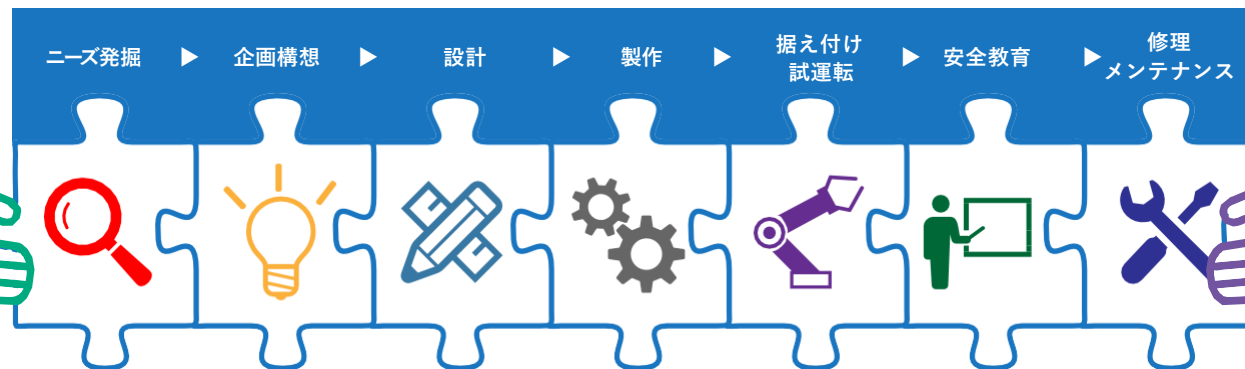 ニーズ発掘
企画構想
設計
製作
据え付け
試運転
安全教育
修理
メンテナンス